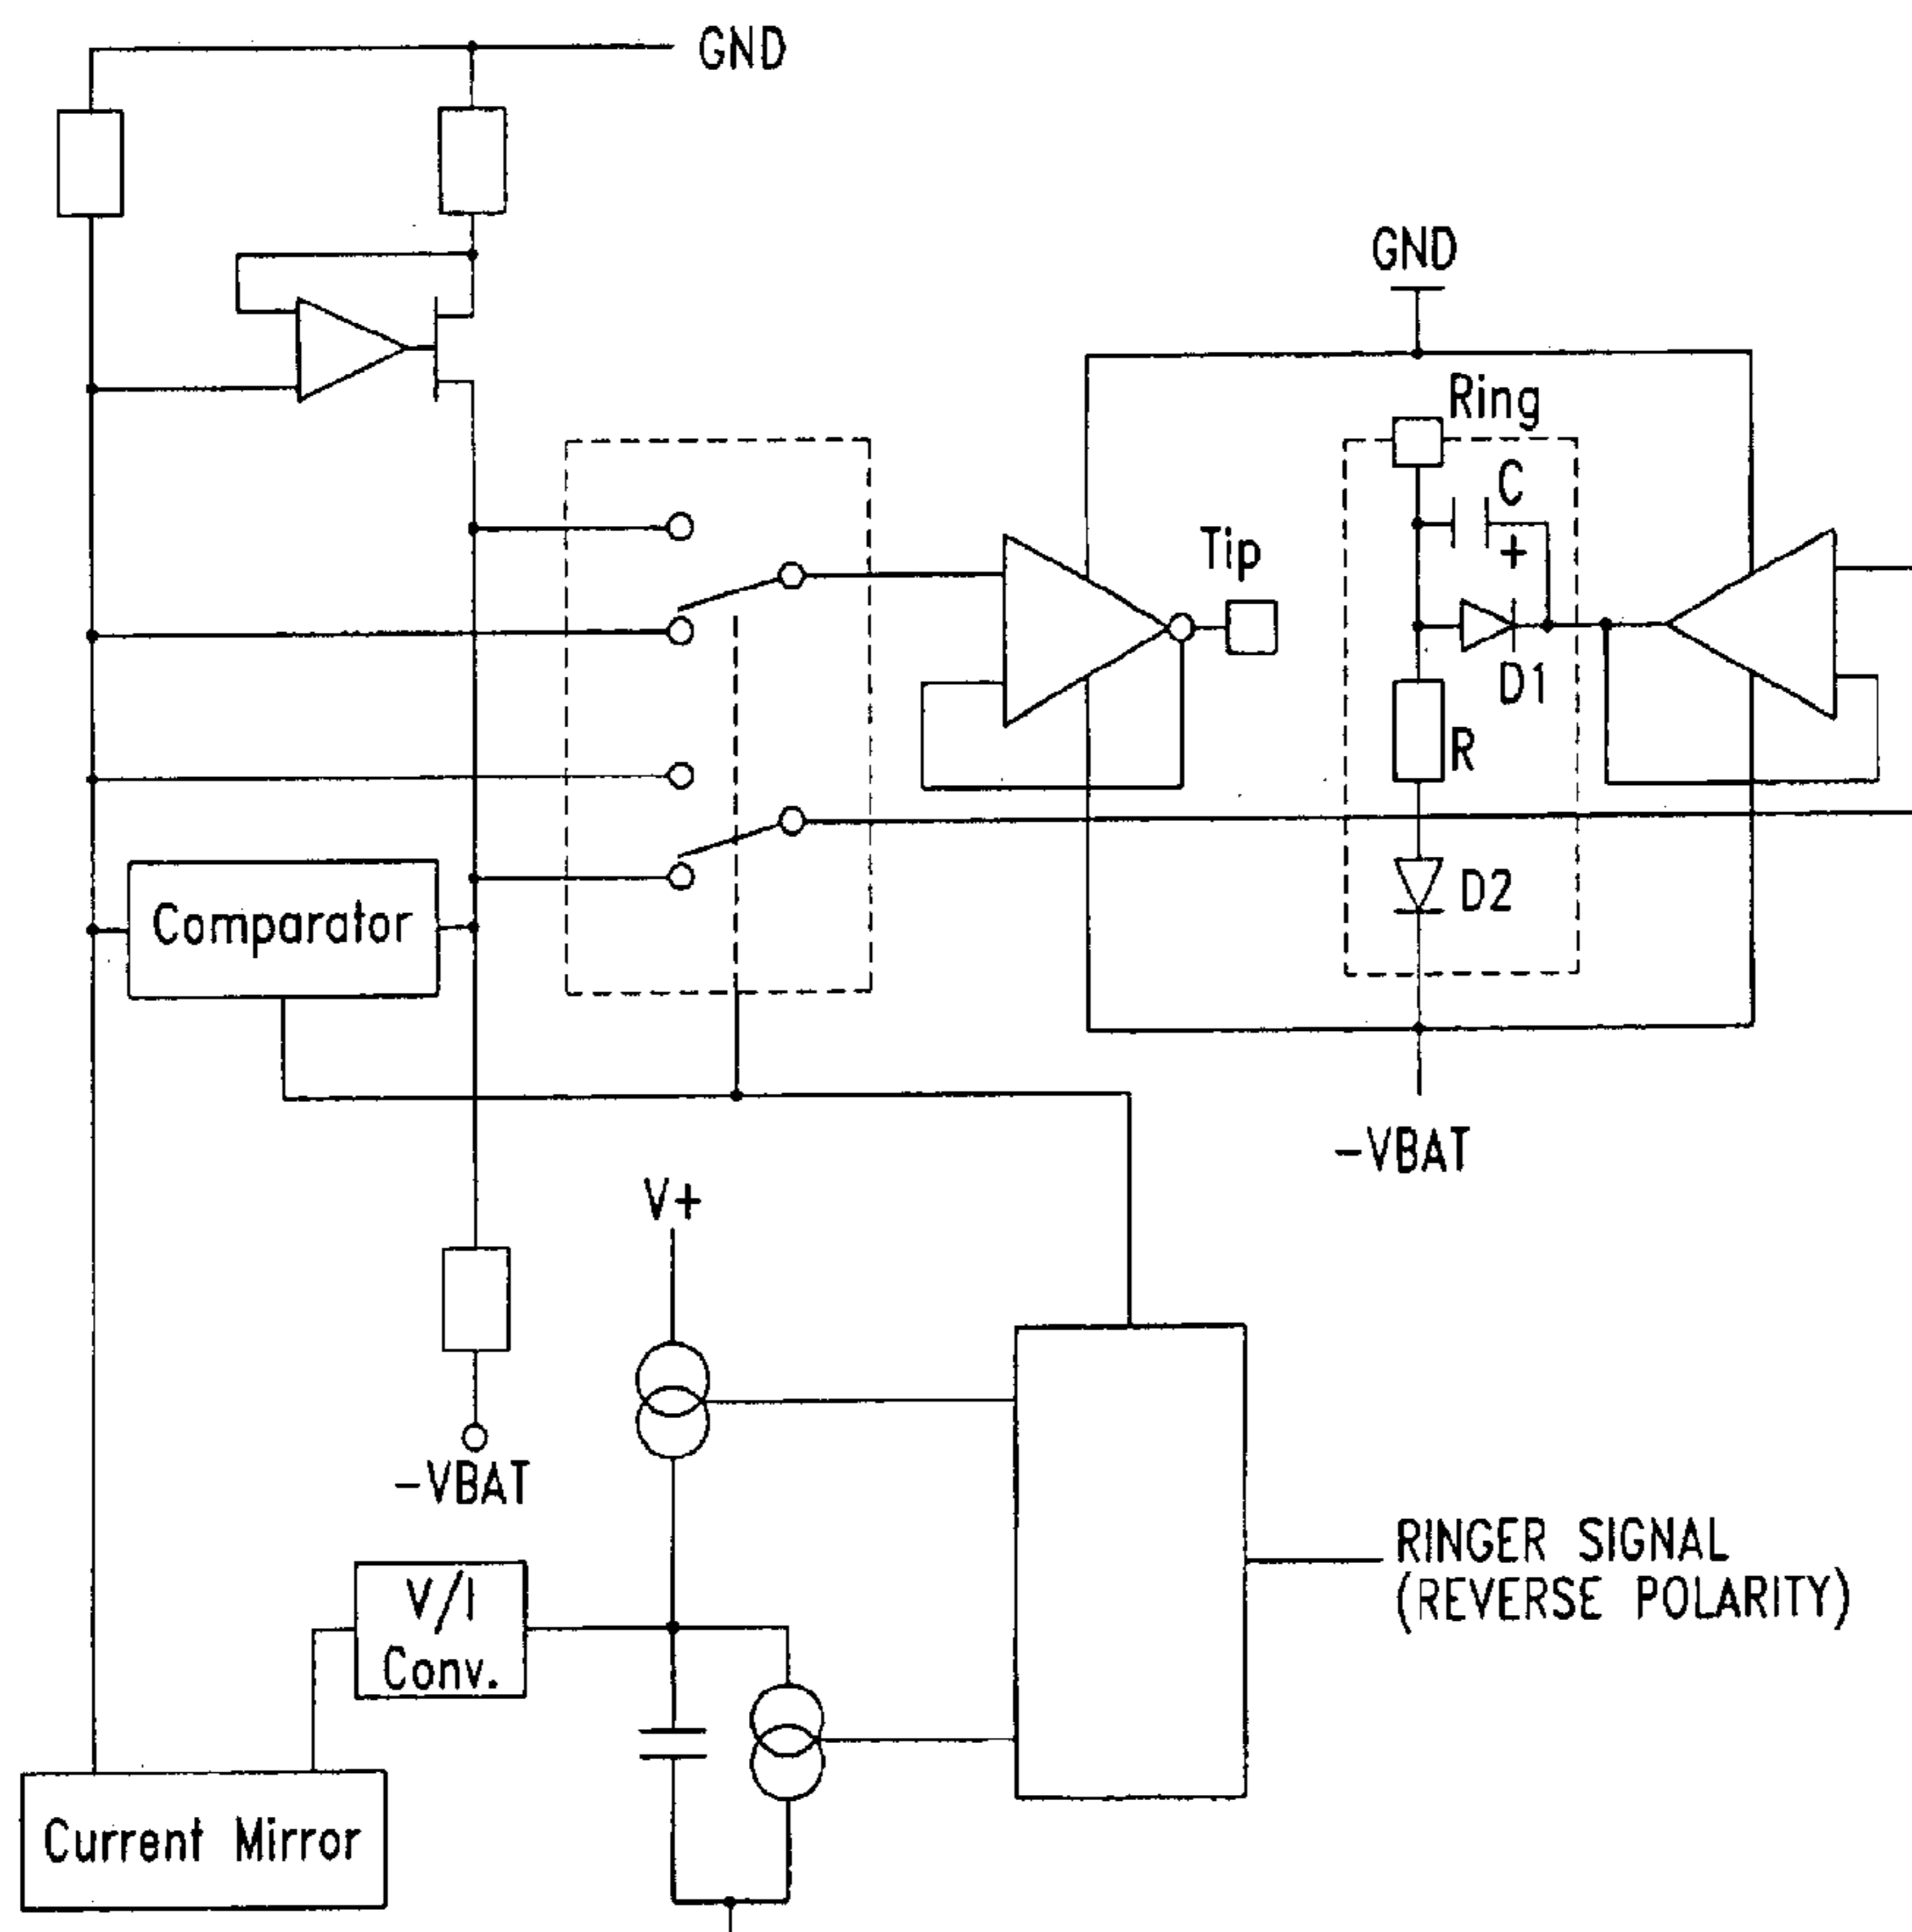 GND
GND
Ring
C
+
Tip
D1
R
D2
Comparator
-VBAT
V+
-VBAT
RINGER SIGNAL
(REVERSE POLARITY)
V/I
Conv.
Current Mirror